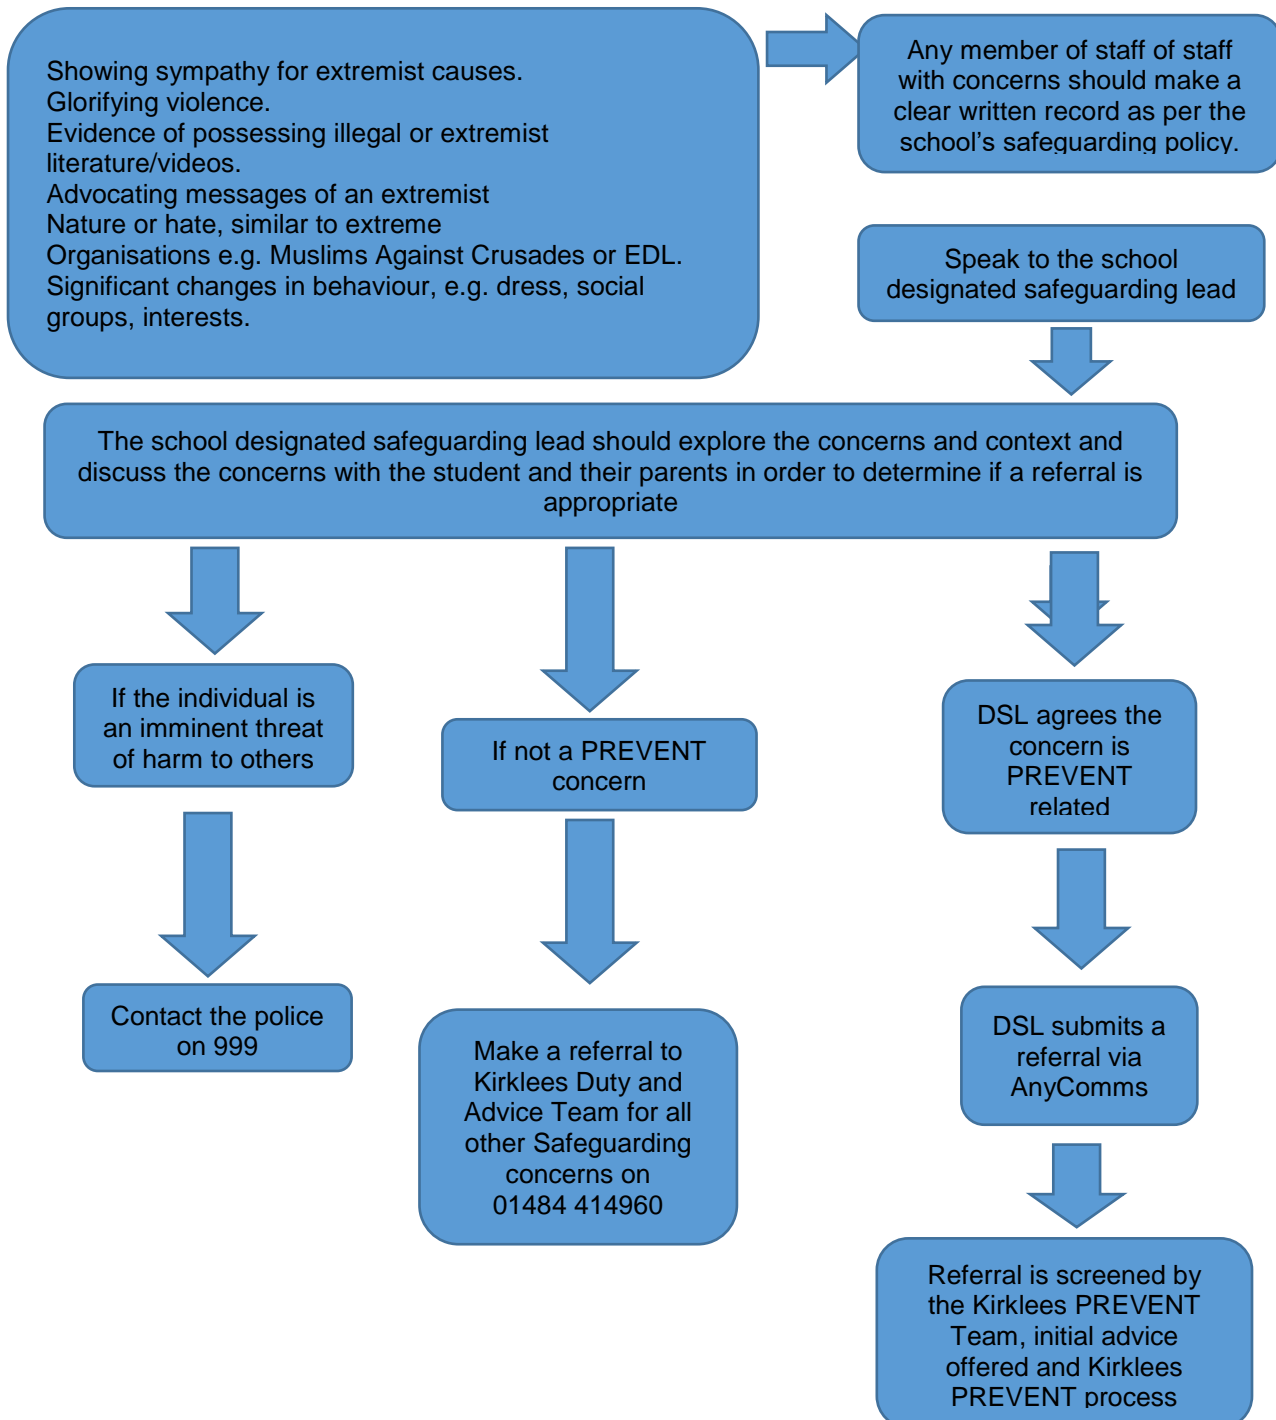 Showing sympathy for extremist causes.
Glorifying violence.
Evidence of possessing illegal or extremist
literature/videos.
Advocating messages of an extremist
Nature or hate, similar to extreme
Organisations e.g. Muslims Against Crusades or EDL.
Significant changes in behaviour, e.g. dress, social
groups, interests.
Any member of staff of staff
with concerns should make a
clear written record as per the
school’s safeguarding policy.
Speak to the school
designated safeguarding lead
The school designated safeguarding lead should explore the concerns and context and
discuss the concerns with the student and their parents in order to determine if a referral is
appropriate
If the individual is
an imminent threat
of harm to others
Contact the police
on 999
If not a PREVENT
concern
Make a referral to
Kirklees Duty and
Advice Team for all
other Safeguarding
concerns on
01484 414960
DSL agrees the
concern is
PREVENT
related
DSL submits a
referral via
AnyComms
Referral is screened by
the Kirklees PREVENT
Team, initial advice
offered and Kirklees
PREVENT process